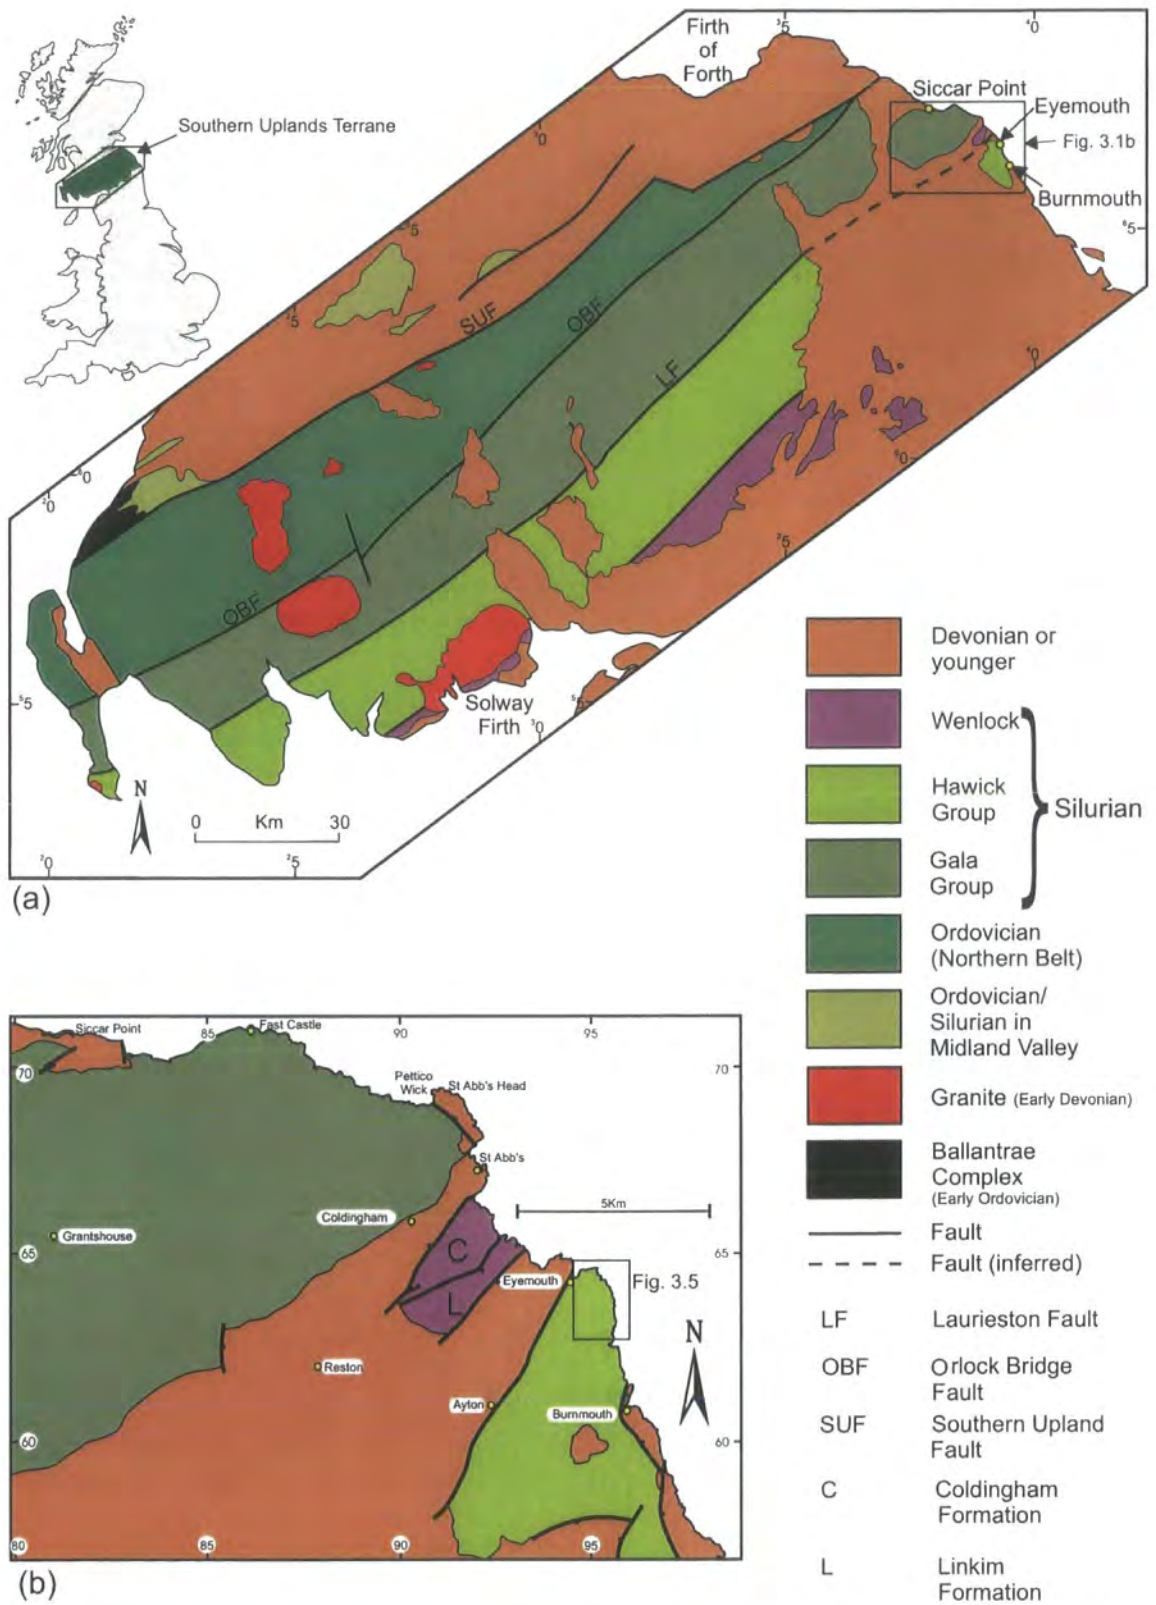 Southern Uplands Terrane
Firth
of
Forth
Siccar Point
Eyemouth
Fig. 3.1b
Burnmouth
SUF
OBF
LF
OBF
Solway
Firth
N
0 Km 30
(a)
Devonian or
younger
Wenlock
Hawick
Group
Silurian
Gala
Group
Ordovician
(Northern Belt)
Ordovician/
Silurian in
Midland Valley
Granite (Early Devonian)
Ballantrae
Complex
(Early Ordovician)
Fault
Fault (inferred)
LF Laurieston Fault
OBF Orlock Bridge
Fault
SUF Southern Upland
Fault
C Coldingham
Formation
L Linkim
Formation
85 90 95
Siccar Point
Fast Castle
70
70
Pettico
Wick
St Abb's Head
St Abb's
5Km
Coldingham
Grantshouse
65
65
C
L
Eyemouth
Fig. 3.5
N
Reston
Ayton
Burnmouth
60
60
80 85 90 95
(b)